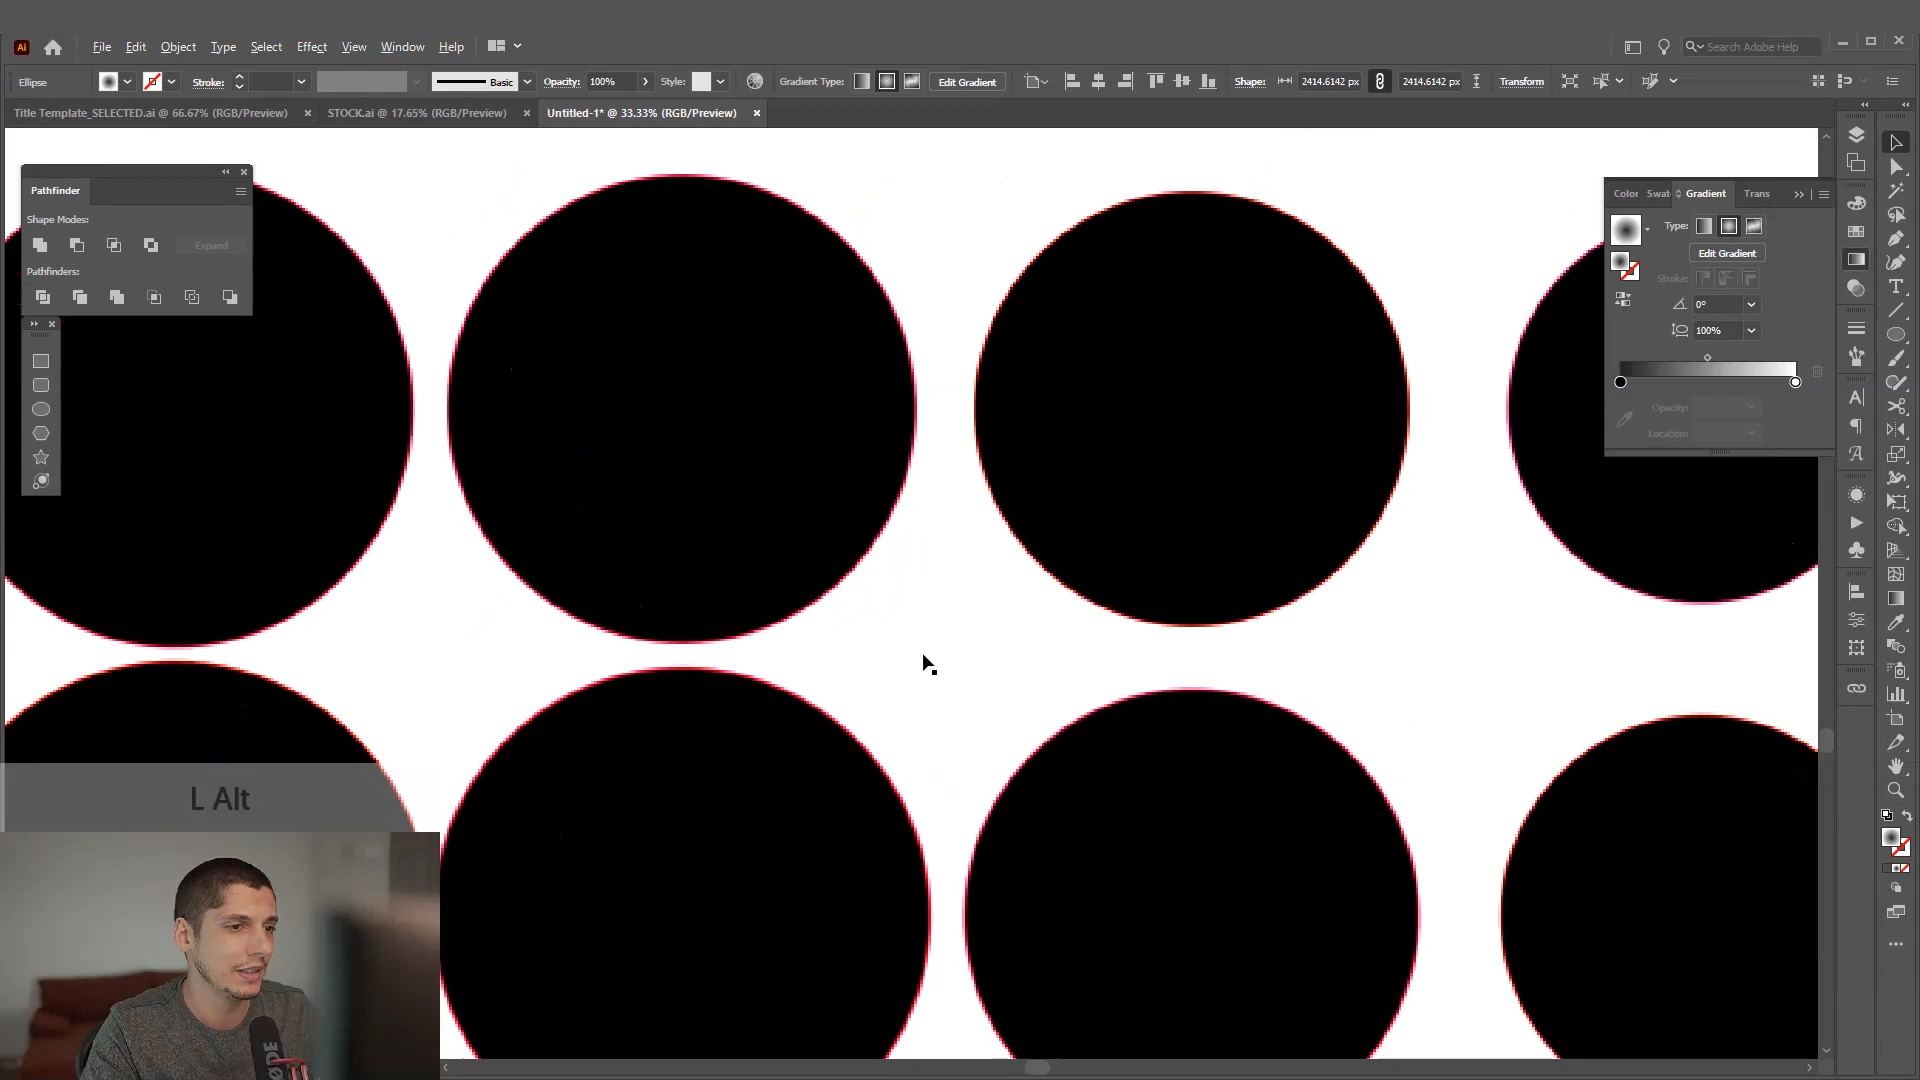 Ai File Edit Object Type Select Effect View Window Help Search Adobe Help
Ellipse Stroke: Basic Opacity: 100% Style: Gradient Type: Edit Gradient Shape: 2414.6142 px 2414.6142 px Transform
Title Template_SELECTED.ai @ 66.67% (RGB/Preview) STOCK.ai @ 17.65% (RGB/Preview) Untitled-1* @ 33.33% (RGB/Preview)
Pathfinder
Shape Modes:
Expand
Pathfinders:
Color Swat Gradient Trans
Type:
Edit Gradient
Stroke:
0°
100%
Opacity:
Location:
L Alt
RØDE